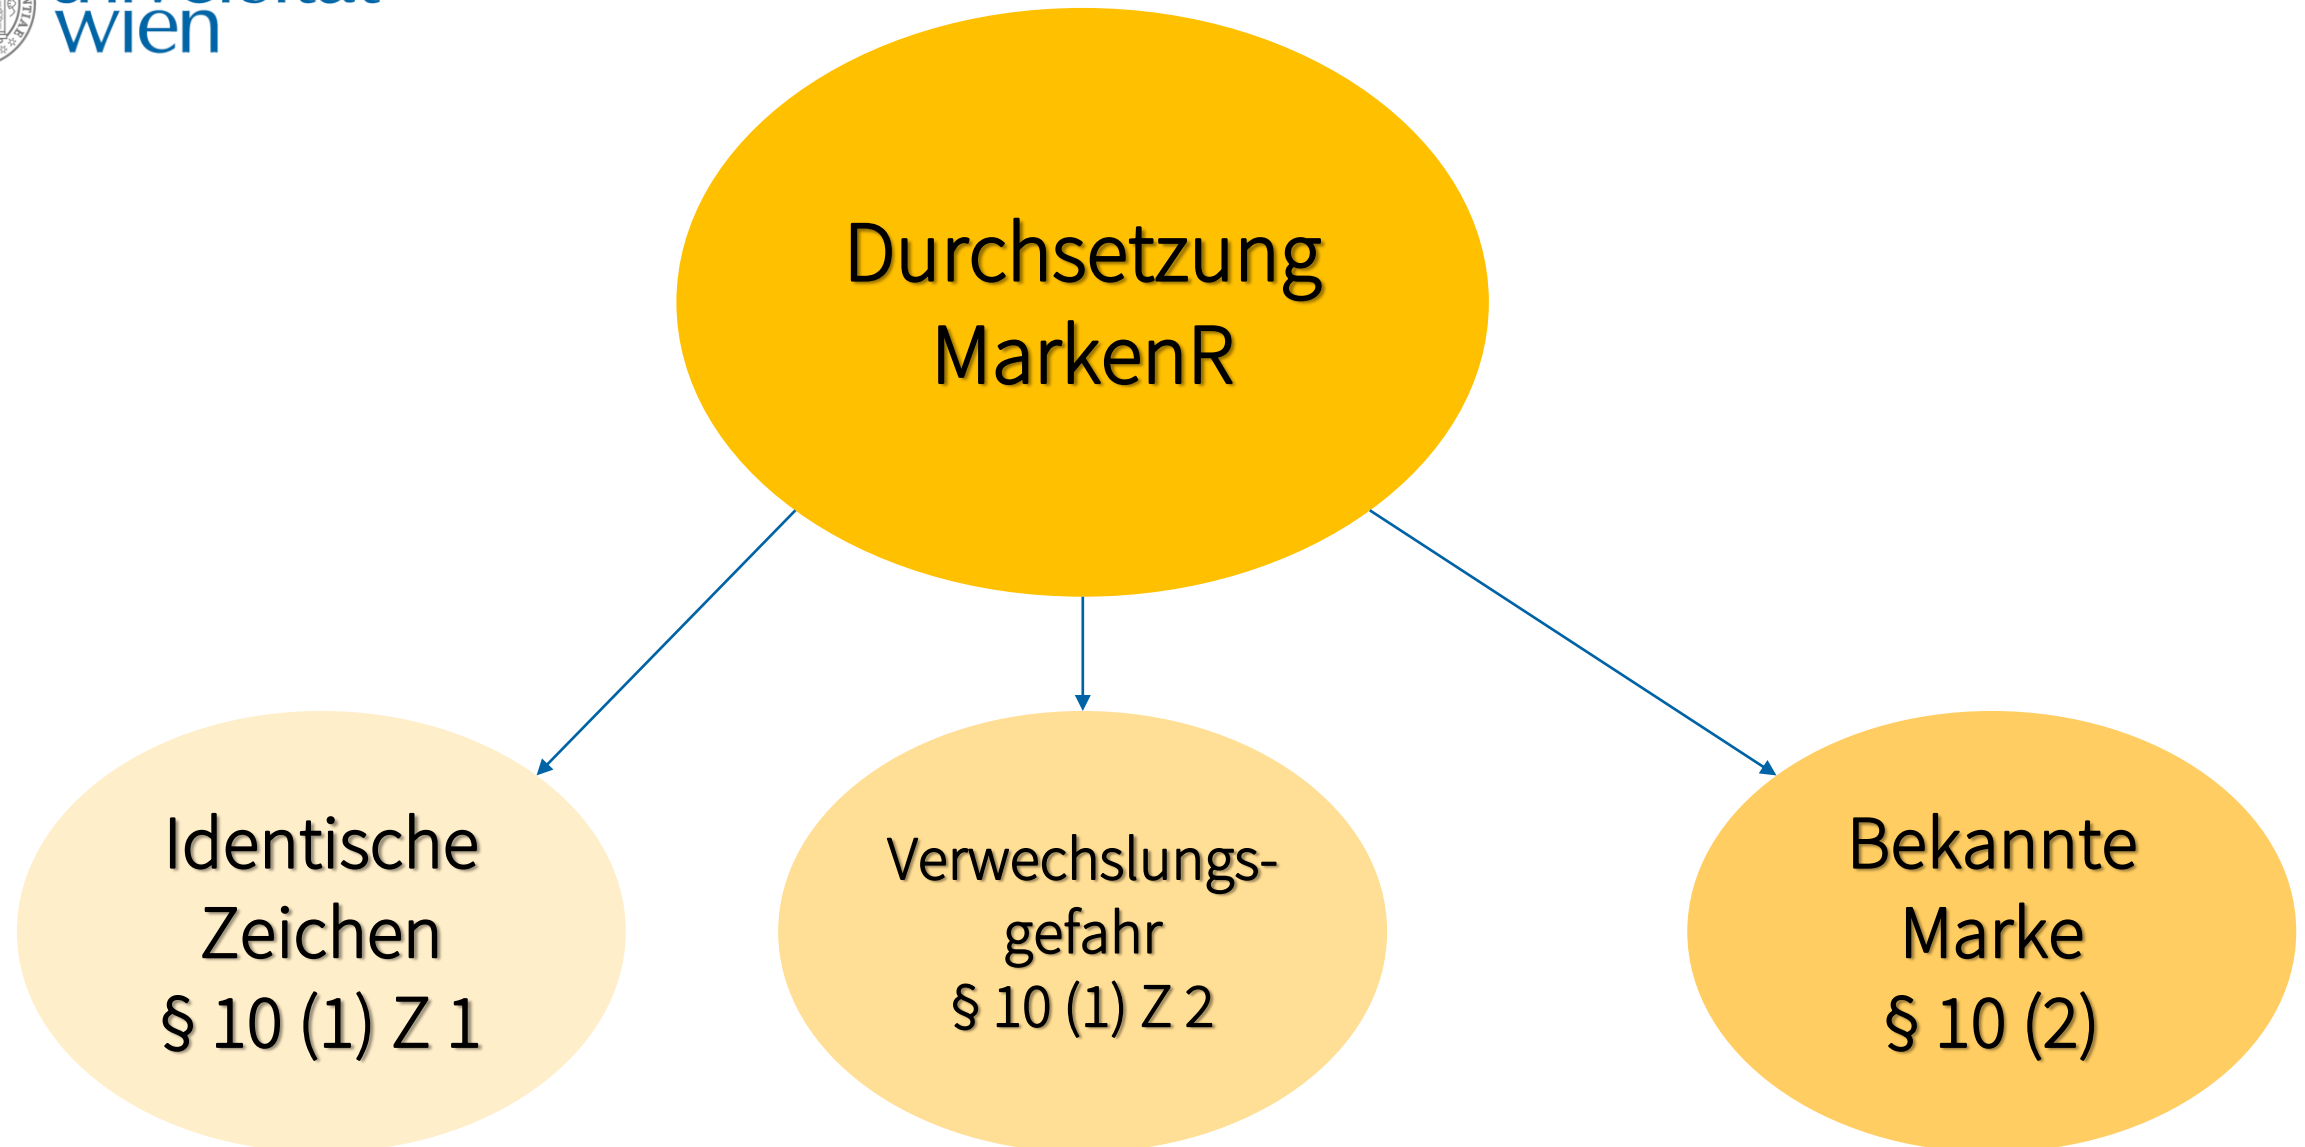 wien
Durchsetzung
MarkenR
Identische
Zeichen
§ 10 (1) Z 1
Verwechslungs-
gefahr
§ 10 (1) Z 2
Bekannte
Marke
§ 10 (2)